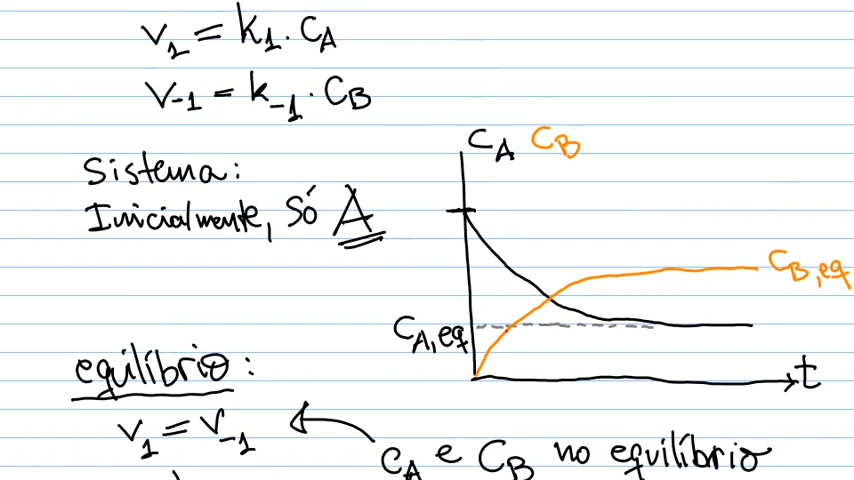 v₁ = k₁ · CA
v₋₁ = k₋₁ · CB
Sistema:
Inicialmente, só A
CA CB
CB,eq
CA,eq
t
equilíbrio:
v₁ = v₋₁
CA e CB no equilíbrio